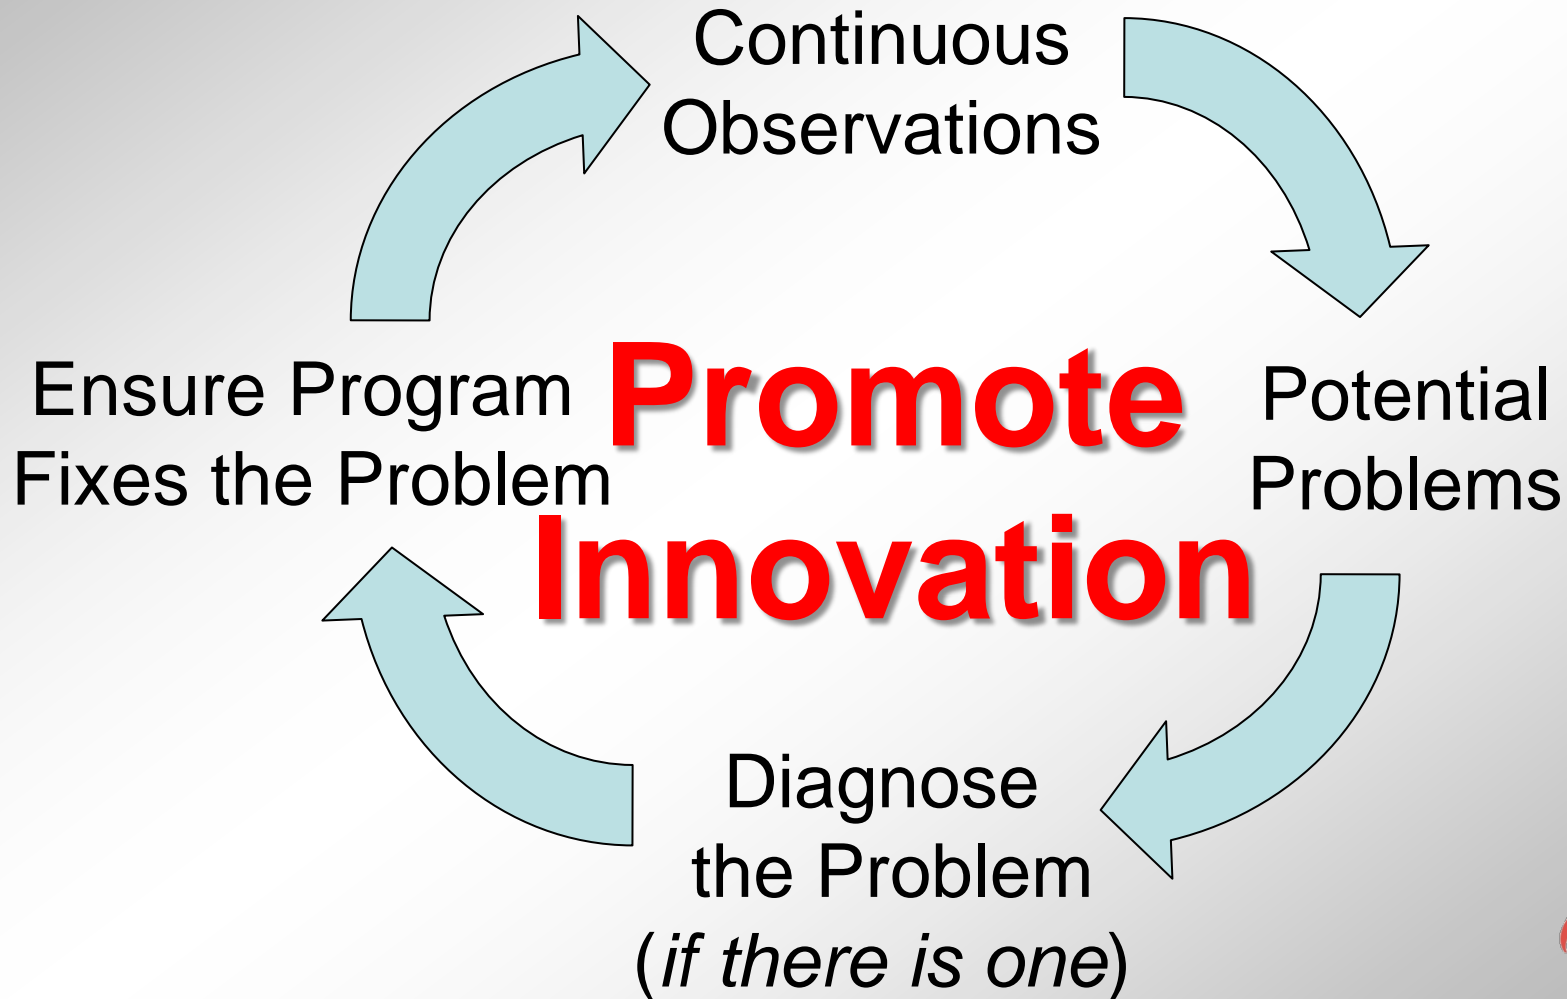 Continuous
Observations
Potential
Problems
Diagnose
the Problem
(if there is one)
Ensure Program
Fixes the Problem
Promote
Innovation